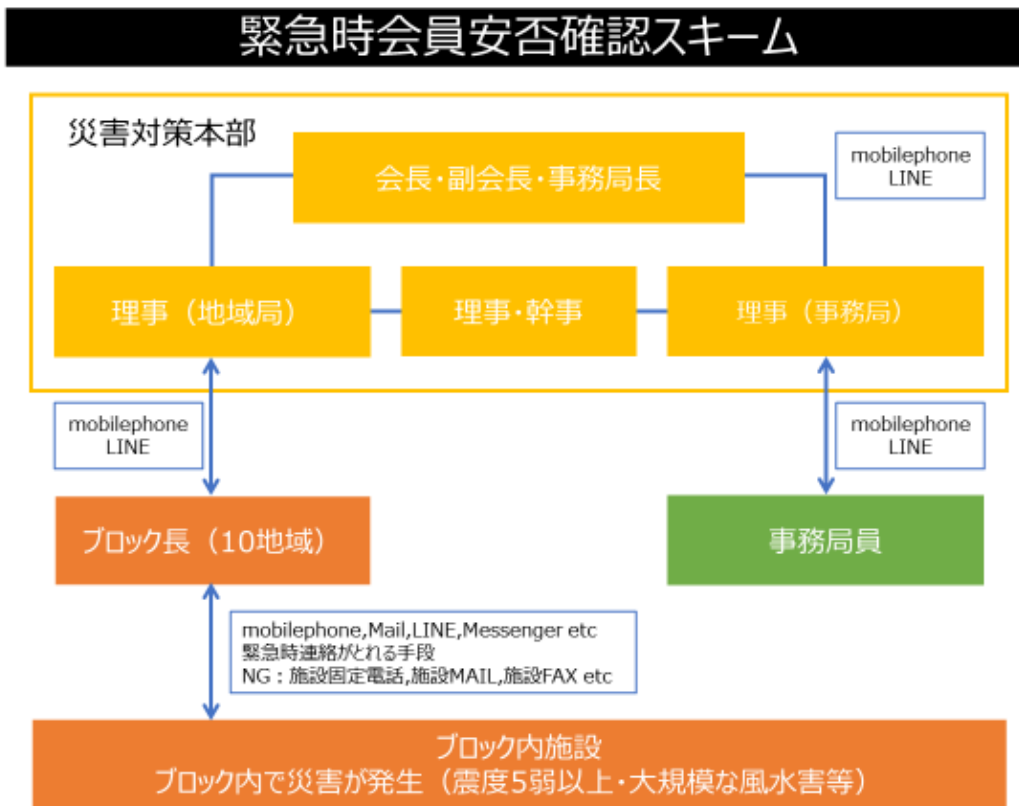 緊急時会員安否確認スキーム
災害対策本部
会長・副会長・事務局長
mobilephone
LINE
理事（地域局）
理事・幹事
理事（事務局）
mobilephone
LINE
mobilephone
LINE
ブロック長（10地域）
事務局員
mobilephone,Mail,LINE,Messenger etc
緊急時連絡がとれる手段
NG：施設固定電話,施設MAIL,施設FAX etc
ブロック内施設
ブロック内で災害が発生（震度5弱以上・大規模な風水害等）